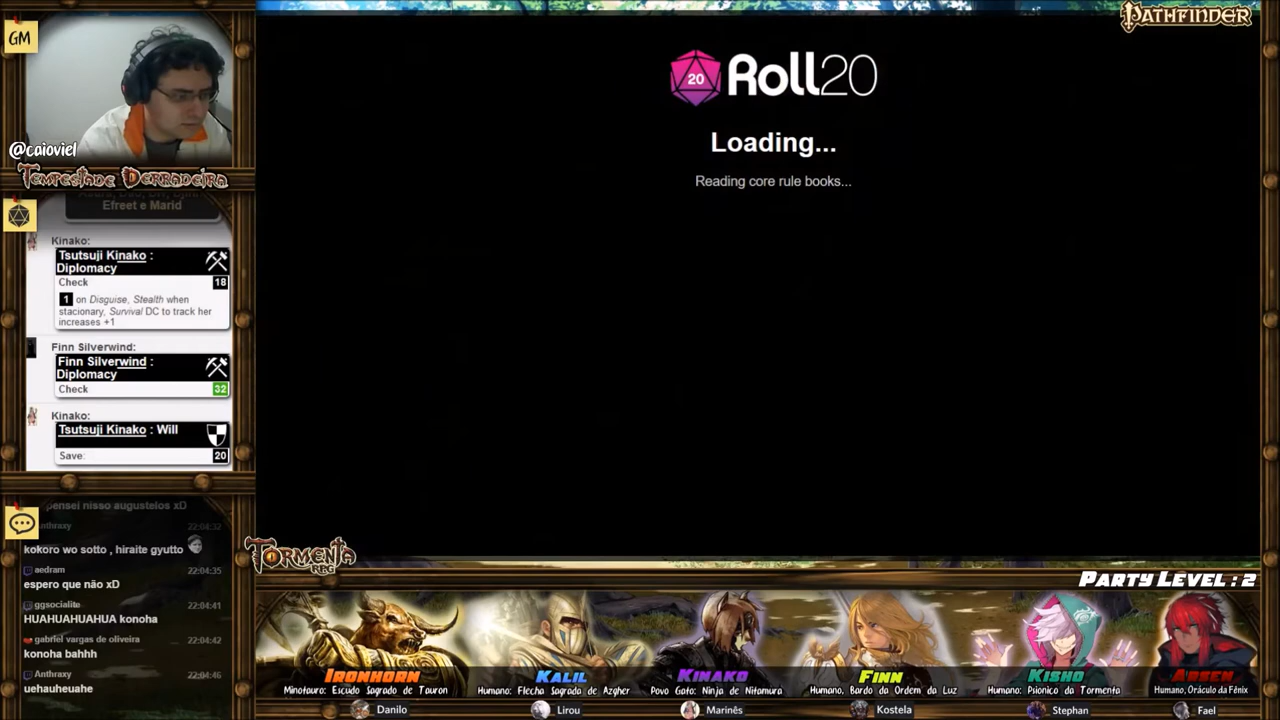 GM
@caioviel
Tempestade Derradeira
Efreet e Marid
Kinako:
Tsutsuji Kinako :
Diplomacy
Check 18
1 on Disguise, Stealth when
stacionary, Survival DC to track her
increases +1
Finn Silverwind:
Finn Silverwind :
Diplomacy
Check 32
Kinako:
Tsutsuji Kinako : Will
Save: 20
pensei nisso augustelos xD
Anthraxy 22:04:32
kokoro wo sotto , hiraite gyutto
aedram 22:04:35
espero que não xD
ggsocialite 22:04:41
HUAHUAHUAHUA konoha
gabriel vargas de oliveira 22:04:42
konoha bahhh
Anthraxy 22:04:46
uehauheuahe
Pathfinder
20 Roll20
Loading...
Reading core rule books...
Tormenta
RPG
Party Level : 2
Ironhorn
Minotauro: Escudo Sagrado de Tauron
Danilo
Kalil
Humano: Flecha Sagrada de Azgher
Lirou
Kinako
Povo Gato: Ninja de Nitamura
Marinês
Finn
Humano, Bardo da Ordem da Luz
Kostela
Kisho
Humano: Psionico da Tormenta
Stephan
Arsen
Humano, Oráculo da Fênix
Fael